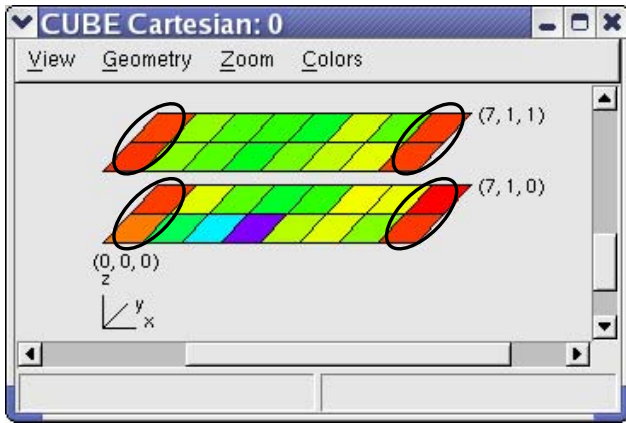 CUBE Cartesian: 0
View Geometry Zoom Colors
(7, 1, 1)
(7, 1, 0)
(0, 0, 0)
z
y
x